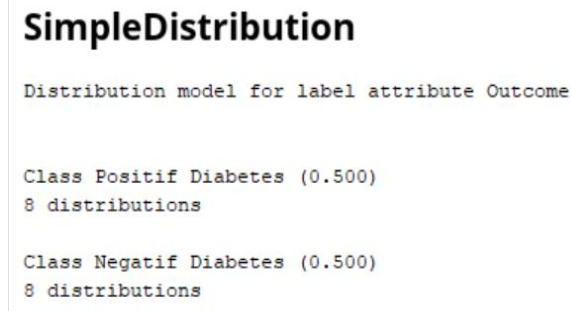 SimpleDistribution
Distribution model for label attribute Outcome
Class Positif Diabetes (0.500)
8 distributions
Class Negatif Diabetes (0.500)
8 distributions